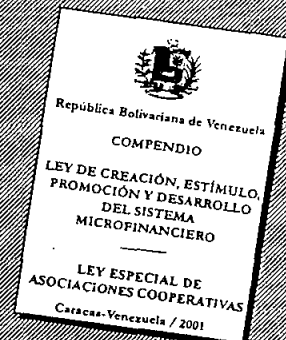 República Bolivariana de Venezuela
COMPENDIO
LEY DE CREACIÓN, ESTÍMULO,
PROMOCIÓN Y DESARROLLO
DEL SISTEMA
MICROFINANCIERO
LEY ESPECIAL DE
ASOCIACIONES COOPERATIVAS
Caracas-Venezuela / 2001